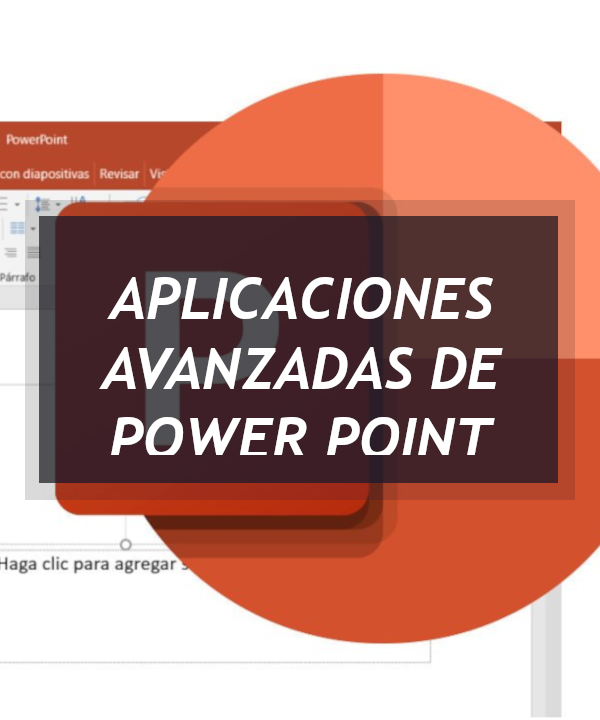 PowerPoint
con diapositivas Revisar
Párrafo
P
APLICACIONES
AVANZADAS DE
POWER POINT
Haga clic para agregar